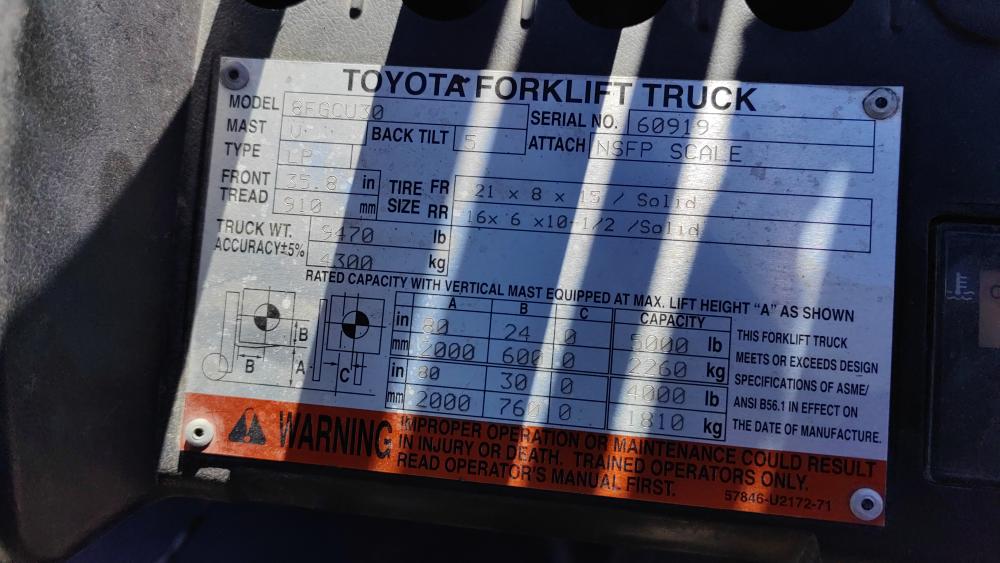 TOYOTA FORKLIFT TRUCK
MODEL 8FGCU30 SERIAL NO. 60919
MAST V BACK TILT 5 ATTACH NSFP SCALE
TYPE LP
FRONT TREAD 35.8 in 910 mm
TIRE SIZE FR 21 x 8 x 15 / Solid
RR 16x 6 x10-1/2 /Solid
TRUCK WT. 9470 lb
ACCURACY±5% 4300 kg
RATED CAPACITY WITH VERTICAL MAST EQUIPPED AT MAX. LIFT HEIGHT "A" AS SHOWN
A B C CAPACITY
in 80 24 0 5000 lb
mm 2000 600 0 2260 kg
in 80 30 0 4000 lb
mm 2000 760 0 1810 kg
B B A C
THIS FORKLIFT TRUCK
MEETS OR EXCEEDS DESIGN
SPECIFICATIONS OF ASME/
ANSI B56.1 IN EFFECT ON
THE DATE OF MANUFACTURE.
WARNING
IMPROPER OPERATION OR MAINTENANCE COULD RESULT
IN INJURY OR DEATH. TRAINED OPERATORS ONLY.
READ OPERATOR'S MANUAL FIRST.
57846-U2172-71